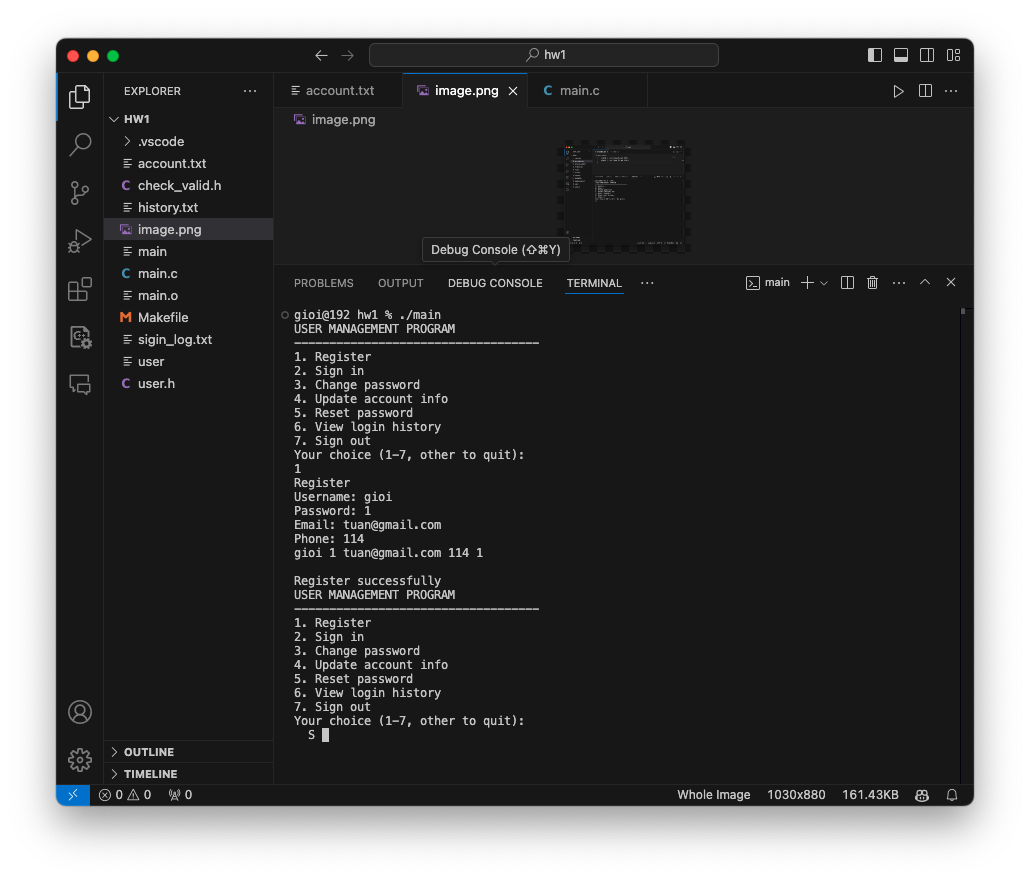 hw1
EXPLORER
HW1
.vscode
account.txt
check_valid.h
history.txt
image.png
main
main.c
main.o
Makefile
sigin_log.txt
user
user.h
OUTLINE
TIMELINE
account.txt image.png main.c
image.png
Debug Console (⇧⌘Y)
PROBLEMS OUTPUT DEBUG CONSOLE TERMINAL main
gioi@192 hw1 % ./main
USER MANAGEMENT PROGRAM
-----------------------------------
1. Register
2. Sign in
3. Change password
4. Update account info
5. Reset password
6. View login history
7. Sign out
Your choice (1-7, other to quit):
1
Register
Username: gioi
Password: 1
Email: tuan@gmail.com
Phone: 114
gioi 1 tuan@gmail.com 114 1
Register successfully
USER MANAGEMENT PROGRAM
-----------------------------------
1. Register
2. Sign in
3. Change password
4. Update account info
5. Reset password
6. View login history
7. Sign out
Your choice (1-7, other to quit):
S
0 0 0 Whole Image 1030x880 161.43KB